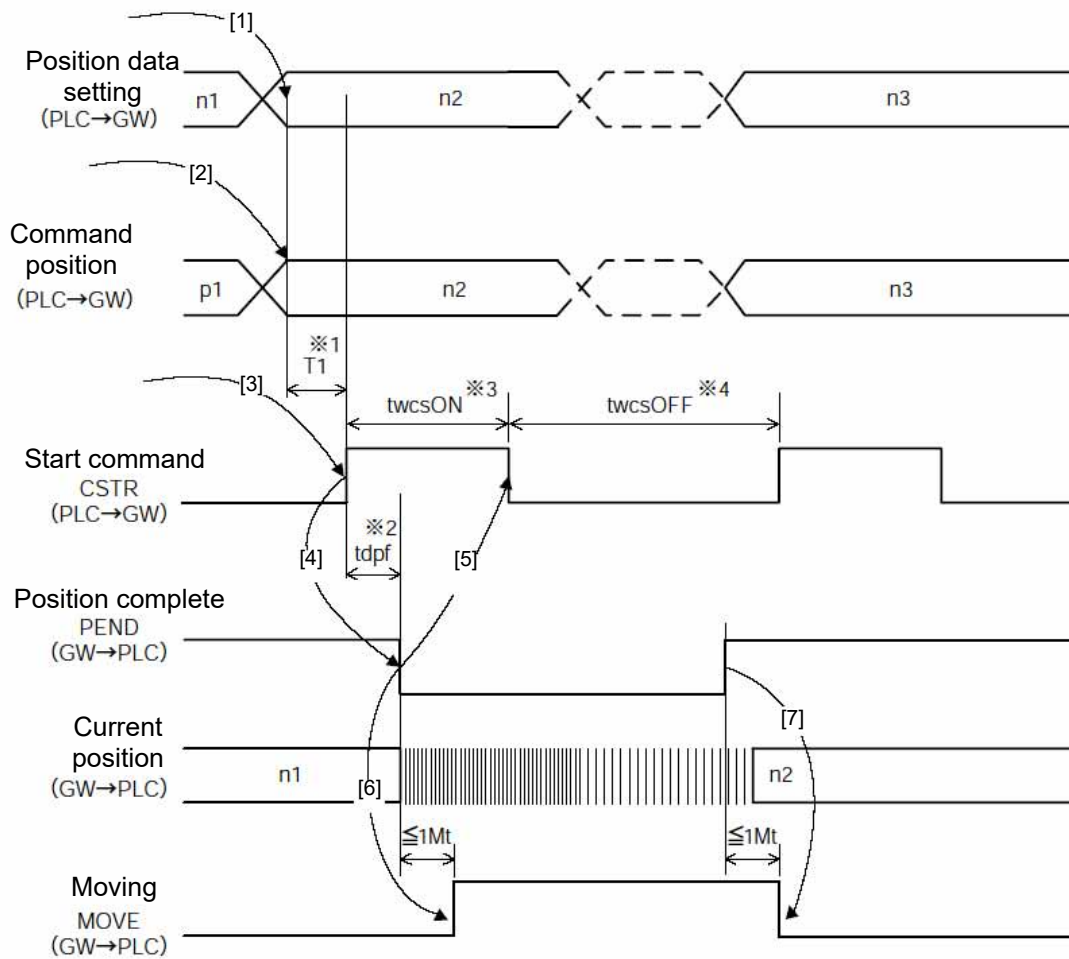 [1]
Position data
setting
(PLC→GW)
n1
n2
n3
[2]
Command
position
(PLC→GW)
p1
n2
n3
※1
T1
[3]
twcsON ※3
twcsOFF ※4
Start command
CSTR
(PLC→GW)
※2
tdpf
[4]
[5]
Position complete
PEND
(GW→PLC)
[7]
Current
position
(GW→PLC)
n1
n2
[6]
≦1Mt
≦1Mt
Moving
MOVE
(GW→PLC)